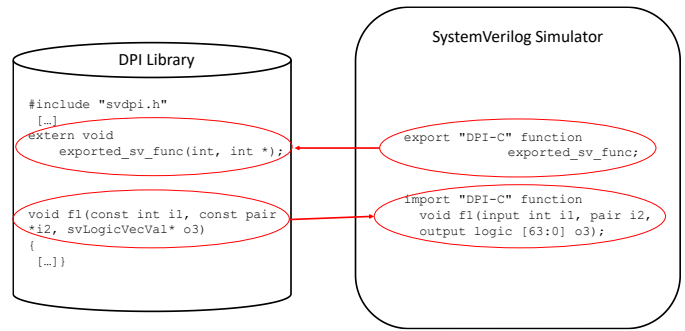 DPI Library
#include "svdpi.h"
[…]
extern void
exported_sv_func(int, int *);
void f1(const int i1, const pair
*i2, svLogicVecVal* o3)
{
[…]}
SystemVerilog Simulator
export "DPI-C" function
exported_sv_func;
import "DPI-C" function
void f1(input int i1, pair i2,
output logic [63:0] o3);